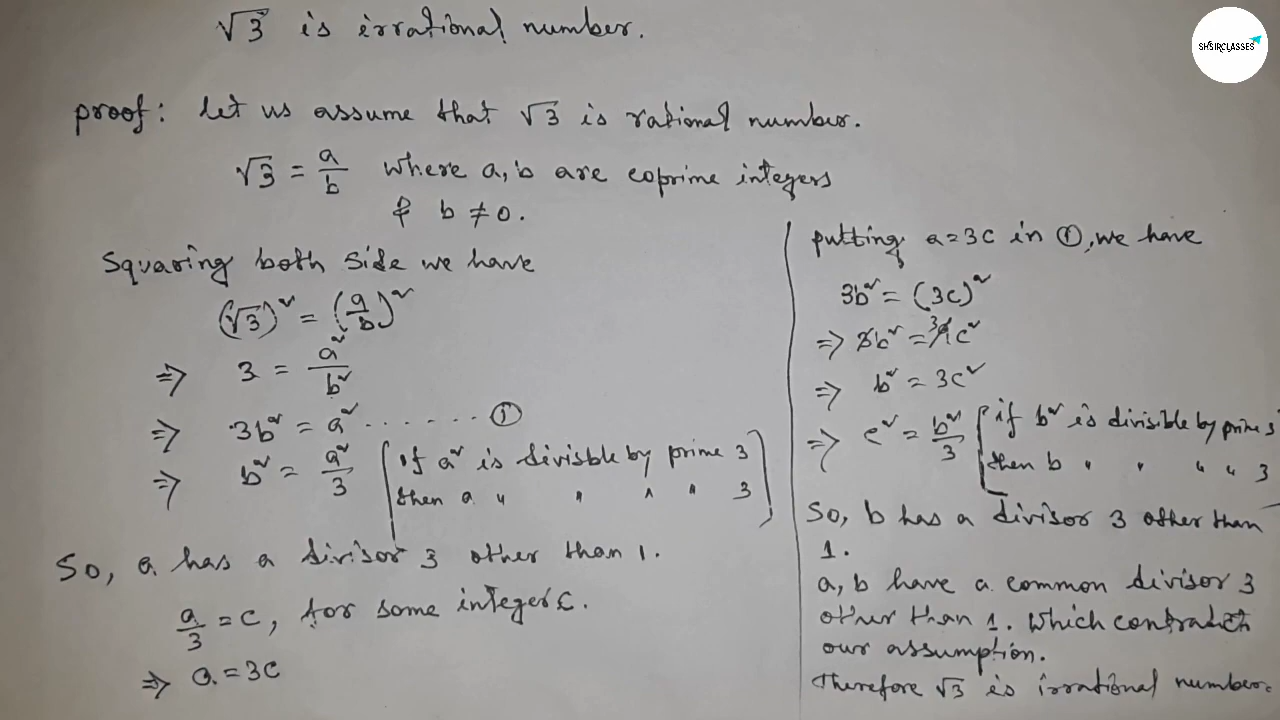 √3 is irrational number.
SHSIRCLASSES
proof: let us assume that √3 is rational number.
√3 = a/b where a, b are coprime integers
& b ≠ 0.
Squaring both side we have
(√3)² = (a/b)²
⇒ 3 = a²/b²
⇒ 3b² = a² ....... ①
⇒ b² = a²/3 [if a² is divisible by prime 3
then a " " " " 3]
So, a has a divisor 3 other than 1.
a/3 = c, for some integer c.
⇒ a = 3c
putting a = 3c in ①, we have
3b² = (3c)²
⇒ 3b² = 9c² 3
⇒ b² = 3c²
⇒ c² = b²/3 [if b² is divisible by prime 3
then b " " " " 3
So, b has a divisor 3 other than
1.
a, b have a common divisor 3
other than 1. which contradicts
our assumption.
therefore √3 is irrational number.